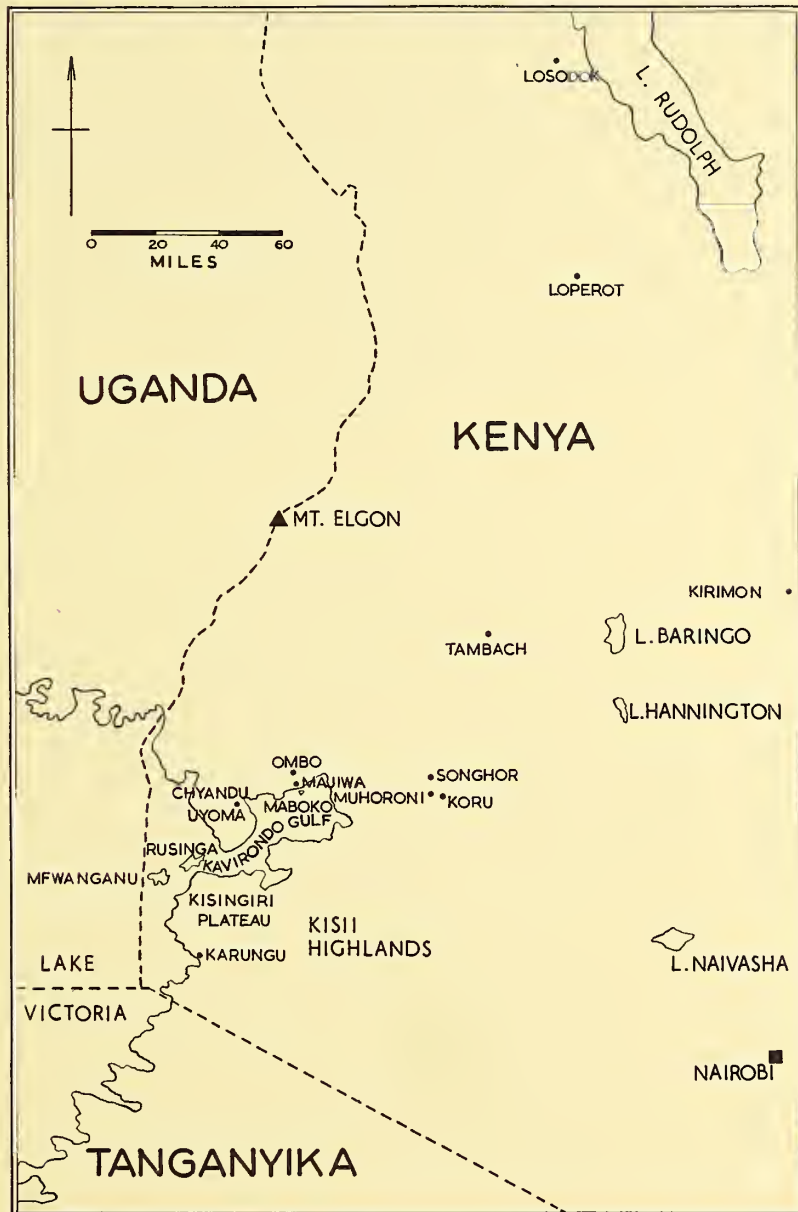 LOSODOK
L. RUDOLPH
0 20 40 60
MILES
LOPEROT
UGANDA
KENYA
MT. ELGON
KIRIMON
L. BARINGO
TAMBACH
L. HANNINGTON
OMBO
MAJIWA
SONGHOR
CHYANDU
MABOKO
MUHORONI
KORU
UYOMA
GULF
RUSINGA
KAVIRONDO
MFWANGANU
KISINGIRI
PLATEAU
KISII
HIGHLANDS
KARUNGU
LAKE
L. NAIVASHA
VICTORIA
NAIROBI
TANGANYIKA